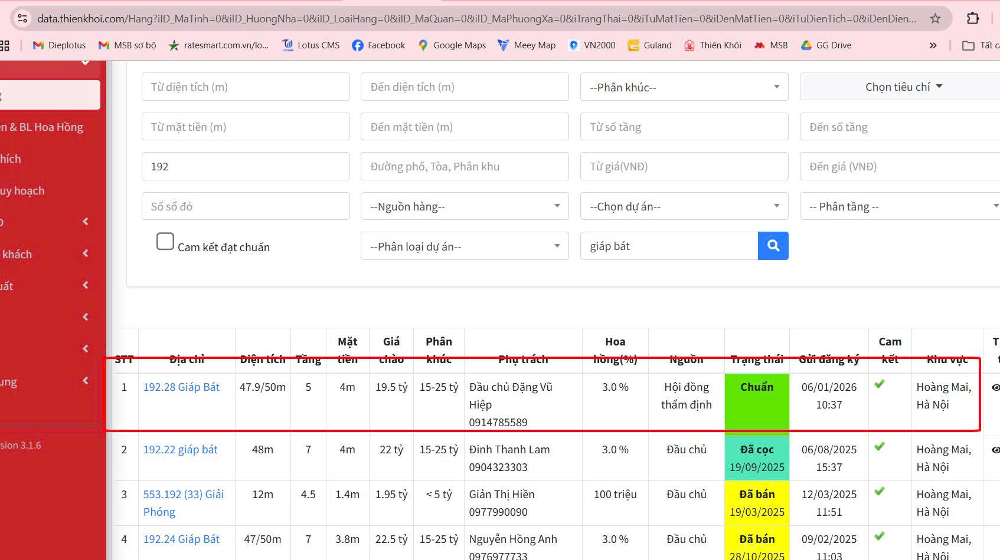 data.thienkhoi.com/Hang?iID_MaTinh=0&iID_HuongNha=0&iID_LoaiHang=0&iID_MaQuan=0&iID_MaPhuongXa=0&iTrangThai=0&iTuMatTien=0&iDenMatTien=0&iTuDienTich=0&iDenDien...
Dieplotus MSB sơ bộ ratesmart.com.vn/lo... Lotus CMS Facebook Google Maps Meey Map VN2000 Guland Thiên Khôi MSB GG Drive » Tất c
Từ diện tích (m) Đến diện tích (m) --Phân khúc-- Chọn tiêu chí
Từ mặt tiền (m) Đến mặt tiền (m) Từ số tầng Đến số tầng
n & BL Hoa Hồng
192 Đường phố, Tòa, Phân khu Từ giá(VNĐ) Đến giá (VNĐ)
hích
uy hoạch
Số sổ đỏ --Nguồn hàng-- --Chọn dự án-- -- Phân tầng --
Cam kết đạt chuẩn --Phân loại dự án-- giáp bát
khách
uất
ung
sion 3.1.6
STT Địa chỉ Diện tích Tầng Mặt tiền Giá chào Phân khúc Phụ trách Hoa hồng(%) Nguồn Trạng thái Gửi đăng ký Cam kết Khu vực T
1 192.28 Giáp Bát 47.9/50m 5 4m 19.5 tỷ 15-25 tỷ Đầu chủ Đặng Vũ 3.0 % Hội đồng Chuẩn 06/01/2026 Hoàng Mai,
Hiệp thẩm định 10:37 Hà Nội
0914785589
2 192.22 giáp bát 48m 7 4m 22 tỷ 15-25 tỷ Đinh Thanh Lam 3.0 % Đầu chủ Đã cọc 06/08/2025 Hoàng Mai,
0904323303 19/09/2025 15:37 Hà Nội
3 553.192 (33) Giải 12m 4.5 1.4m 1.95 tỷ < 5 tỷ Giản Thị Hiền 100 triệu Đầu chủ Đã bán 12/03/2025 Hoàng Mai,
Phóng 0977990090 19/03/2025 11:51 Hà Nội
4 192.24 Giáp Bát 47/50m 7 3.8m 22.5 tỷ 15-25 tỷ Nguyễn Hồng Anh 3.0 % Đầu chủ Đã bán 09/02/2025 Hoàng Mai,
0976977733 28/10/2025 11:03 Hà Nội